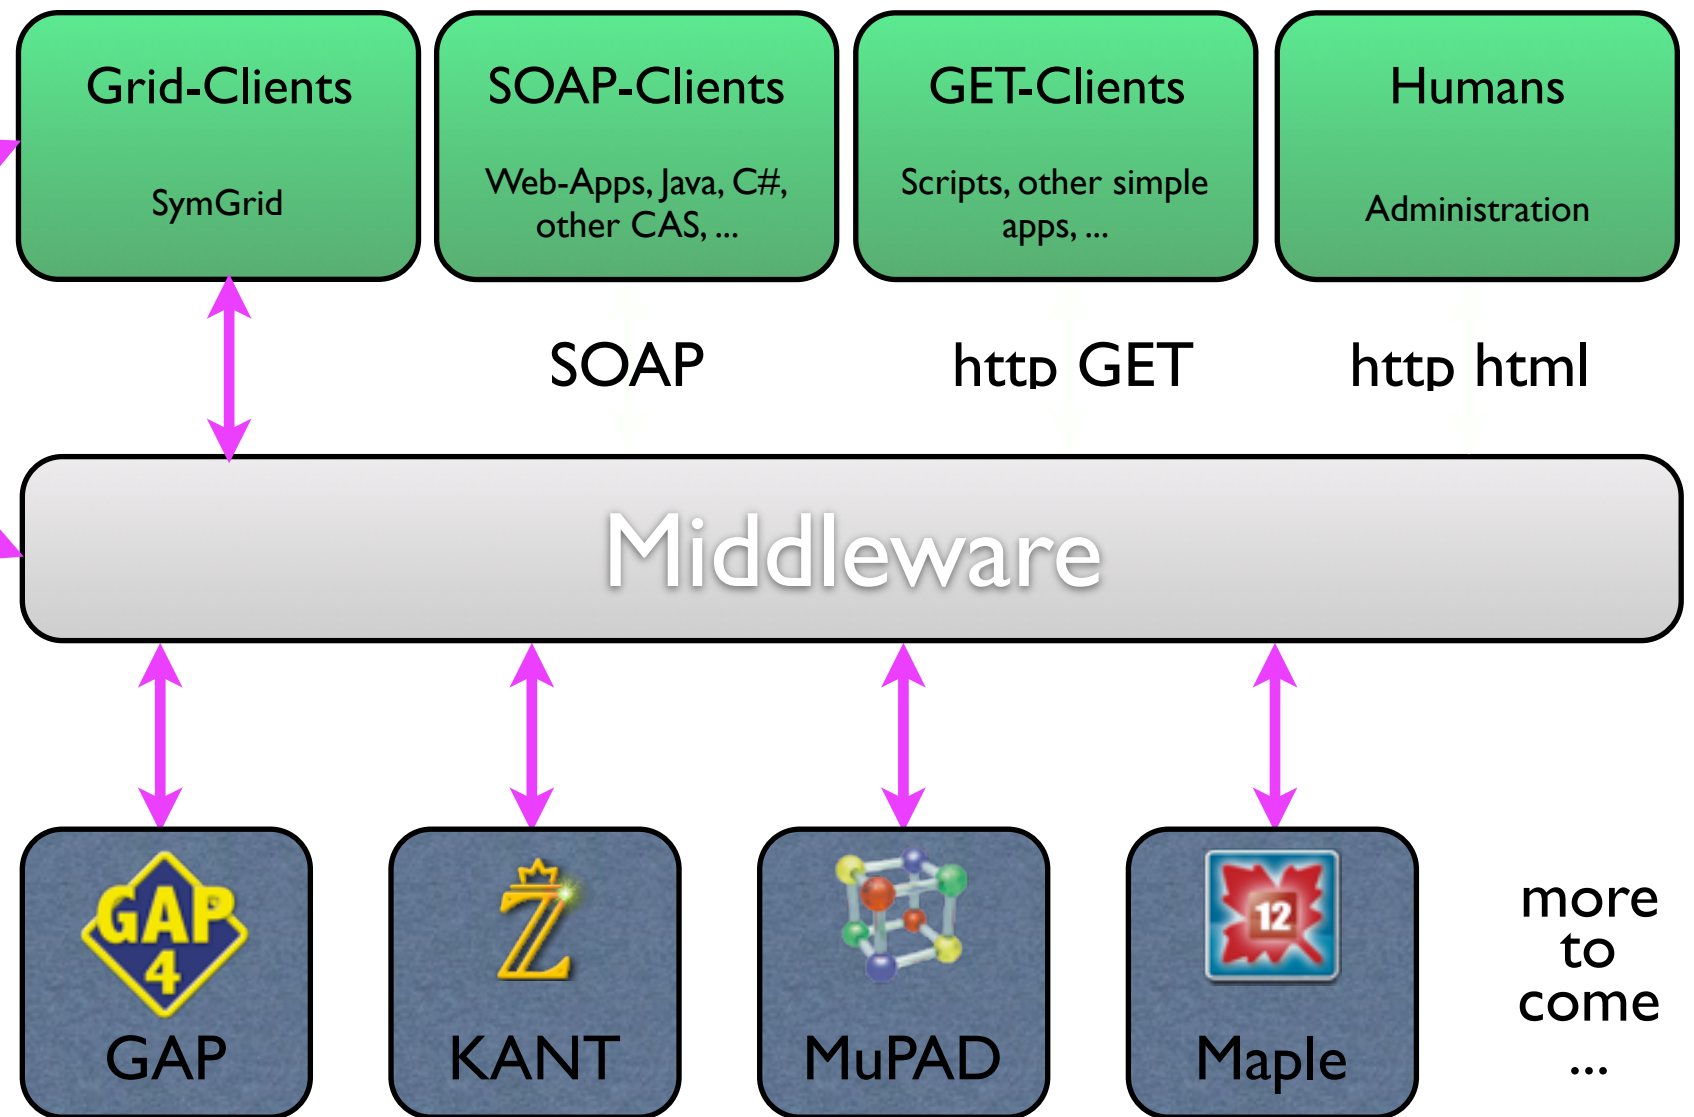 Grid-Clients
SymGrid
SOAP-Clients
Web-Apps, Java, C#,
other CAS, ...
GET-Clients
Scripts, other simple
apps, ...
Humans
Administration
SOAP
http GET
http html
Middleware
GAP
4
GAP
Z
KANT
MuPAD
12
Maple
more
to
come
...